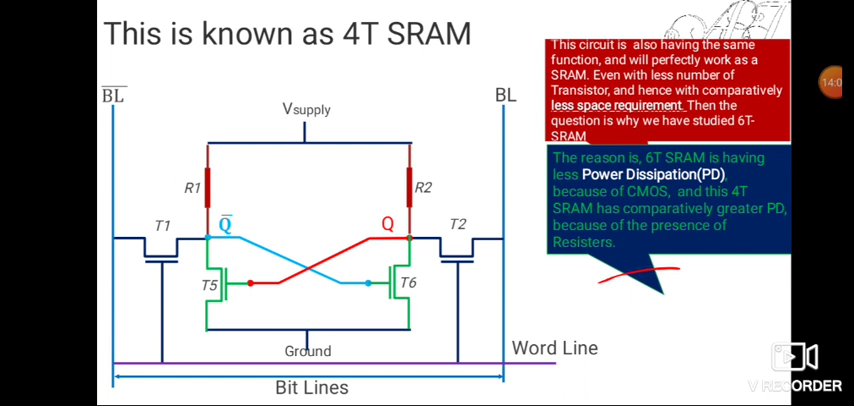 This is known as 4T SRAM
This circuit is also having the same
function, and will perfectly work as a
SRAM. Even with less number of
Transistor, and hence with comparatively
less space requirement. Then the
question is why we have studied 6T-
SRAM
14:0
B̅L̅
BL
Vsupply
The reason is, 6T SRAM is having
less Power Dissipation(PD),
because of CMOS, and this 4T
SRAM has comparatively greater PD,
because of the presence of
Resisters.
R1
R2
T1
Q̅
Q
T2
T5
T6
Ground
Word Line
Bit Lines
V RECORDER